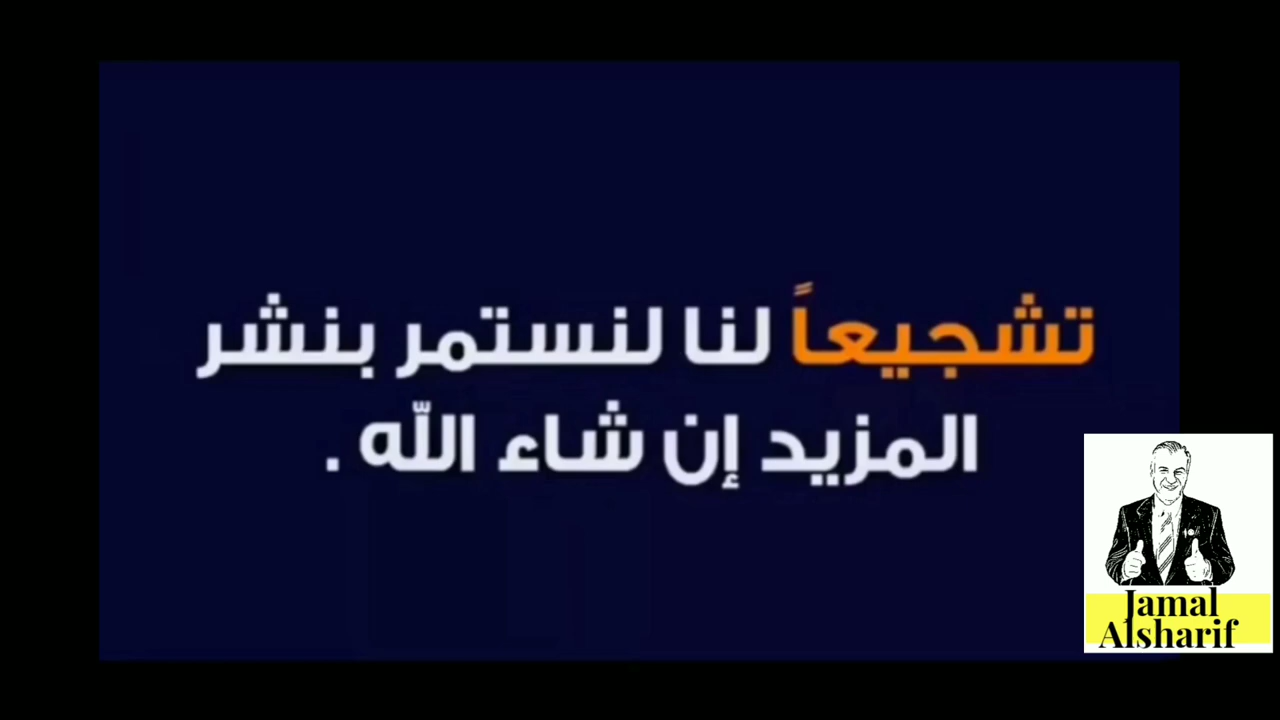 تشجيعاً لنا لنستمر بنشر
المزيد إن شاء الله .
Jamal
Alsharif